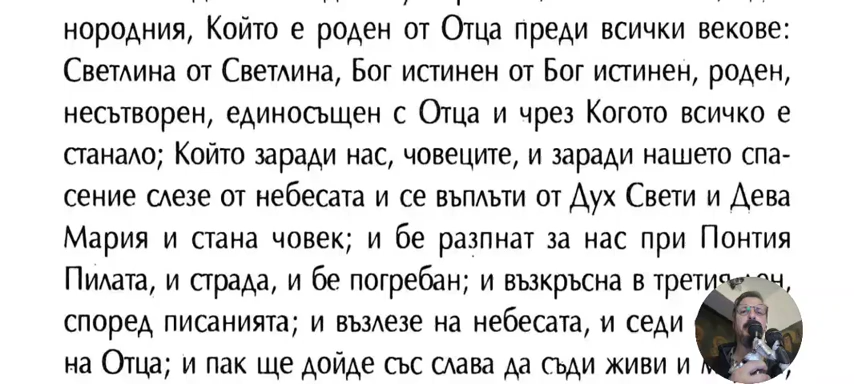 нородния, Който е роден от Отца преди всички векове:
Светлина от Светлина, Бог истинен от Бог истинен, роден,
несътворен, единосъщен с Отца и чрез Когото всичко е
станало; Който заради нас, човеците, и заради нашето спа-
сение слезе от небесата и се въплъти от Дух Свети и Дева
Мария и стана човек; и бе разпнат за нас при Понтия
Пилата, и страда, и бе погребан; и възкръсна в третия ден,
според писанията; и възлезе на небесата, и седи
на Отца; и пак ще дойде със слава да съди живи и